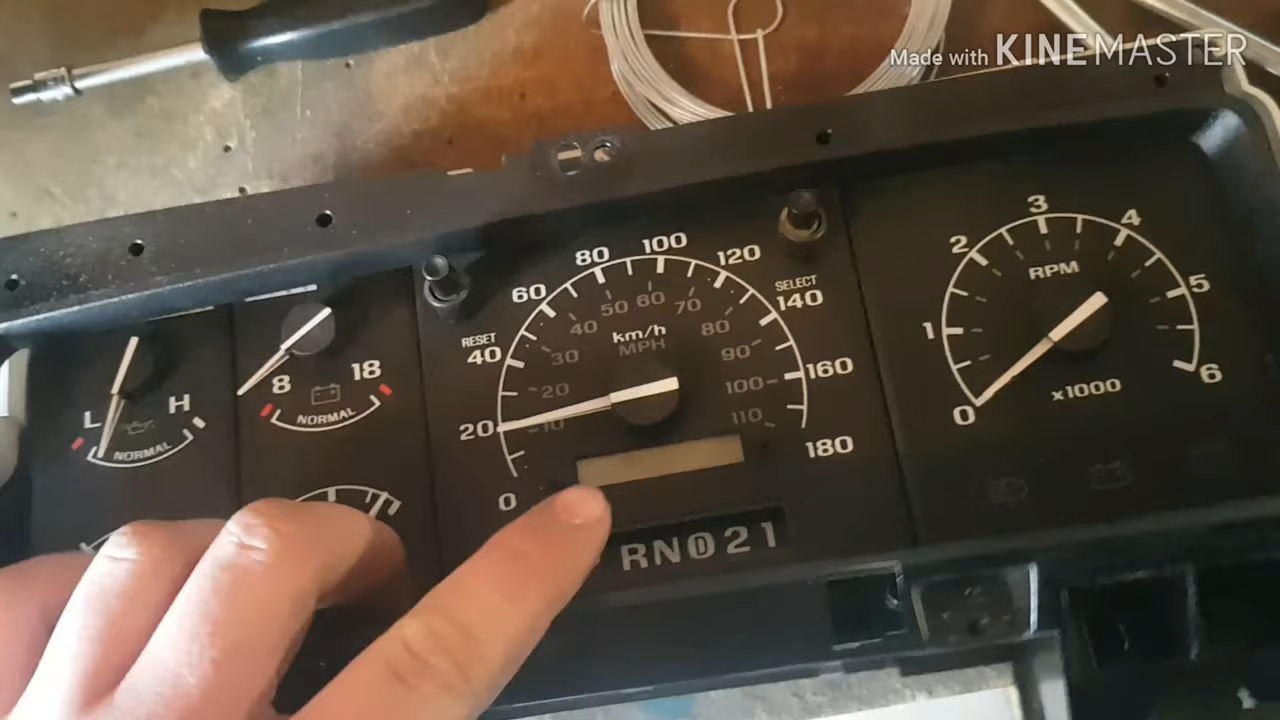 Made with KINEMASTER
L H
NORMAL
8 18
NORMAL
RESET
SELECT
0 20 40 60 80 100 120 140 160 180
10 20 30 40 50 60 70 80 90 100 110
km/h
MPH
RN021
0 1 2 3 4 5 6
RPM
x1000